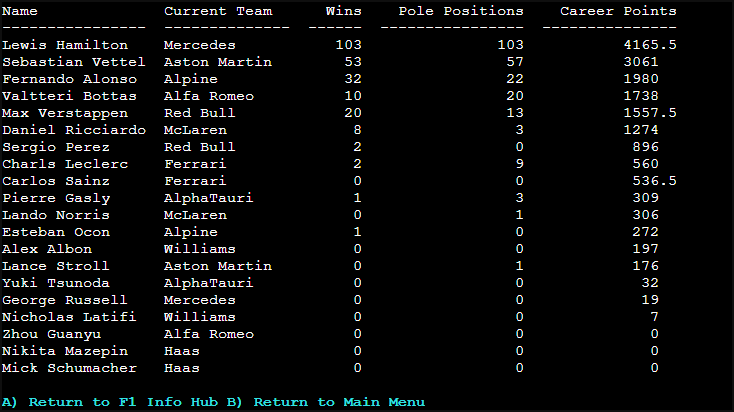 Name Current Team Wins Pole Positions Career Points
---------------- -------------- ------ ---------------- ---------------
Lewis Hamilton Mercedes 103 103 4165.5
Sebastian Vettel Aston Martin 53 57 3061
Fernando Alonso Alpine 32 22 1980
Valtteri Bottas Alfa Romeo 10 20 1738
Max Verstappen Red Bull 20 13 1557.5
Daniel Ricciardo McLaren 8 3 1274
Sergio Perez Red Bull 2 0 896
Charls Leclerc Ferrari 2 9 560
Carlos Sainz Ferrari 0 0 536.5
Pierre Gasly AlphaTauri 1 3 309
Lando Norris McLaren 0 1 306
Esteban Ocon Alpine 1 0 272
Alex Albon Williams 0 0 197
Lance Stroll Aston Martin 0 1 176
Yuki Tsunoda AlphaTauri 0 0 32
George Russell Mercedes 0 0 19
Nicholas Latifi Williams 0 0 7
Zhou Guanyu Alfa Romeo 0 0 0
Nikita Mazepin Haas 0 0 0
Mick Schumacher Haas 0 0 0
A) Return to F1 Info Hub B) Return to Main Menu